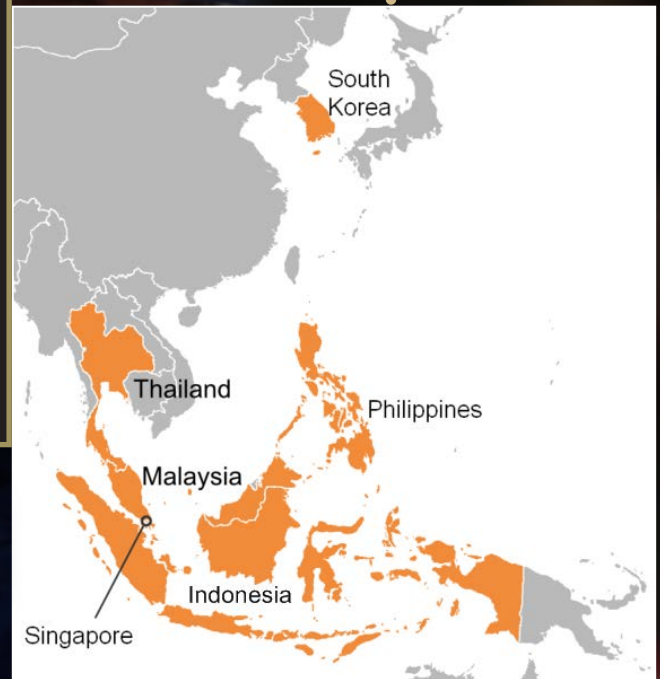 South
Korea
Thailand
Philippines
Malaysia
Indonesia
Singapore